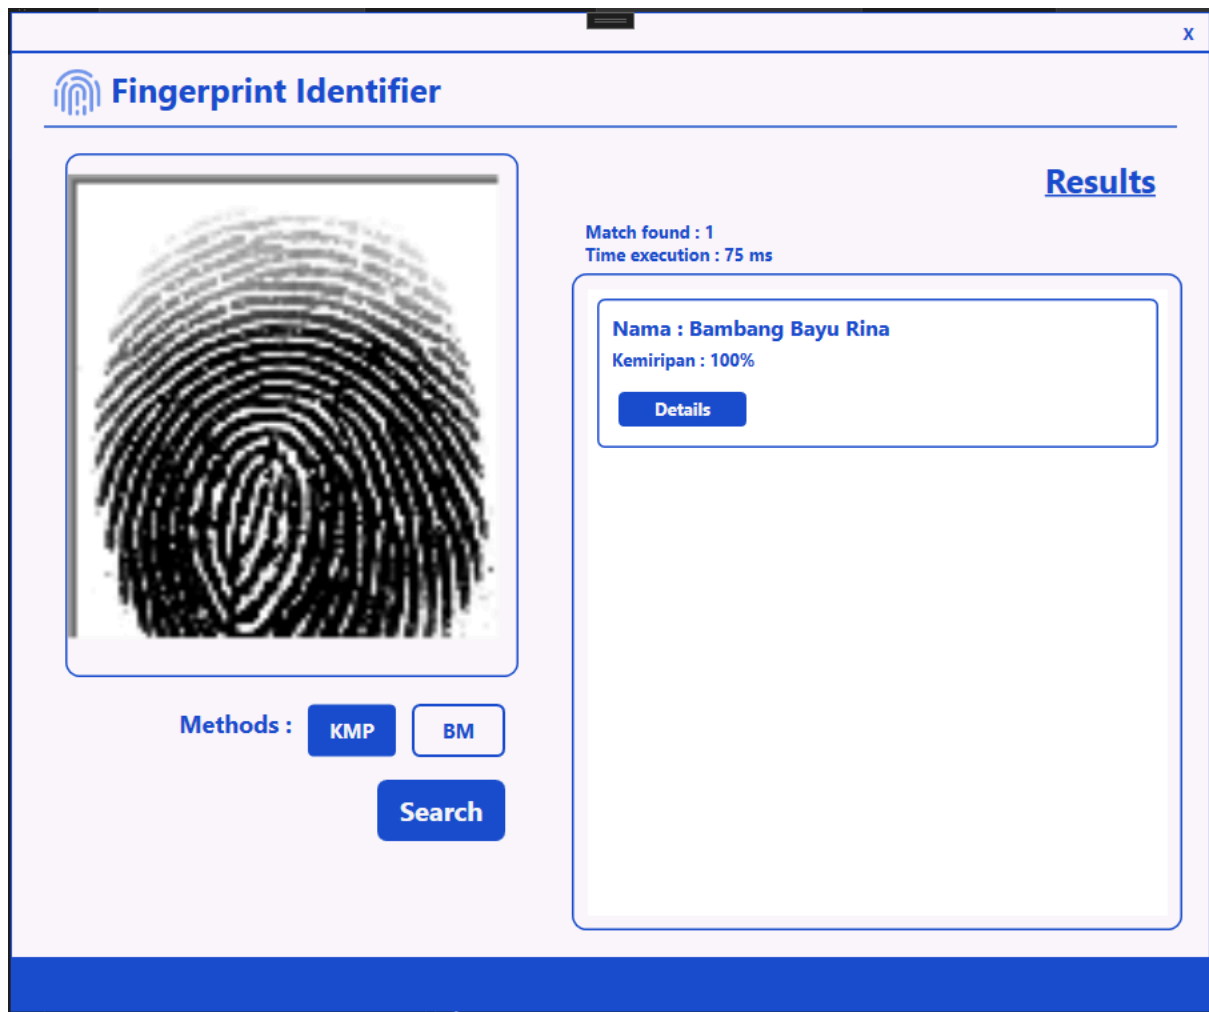 X
Fingerprint Identifier
Results
Match found : 1
Time execution : 75 ms
Nama : Bambang Bayu Rina
Kemiripan : 100%
Details
Methods :
KMP
BM
Search